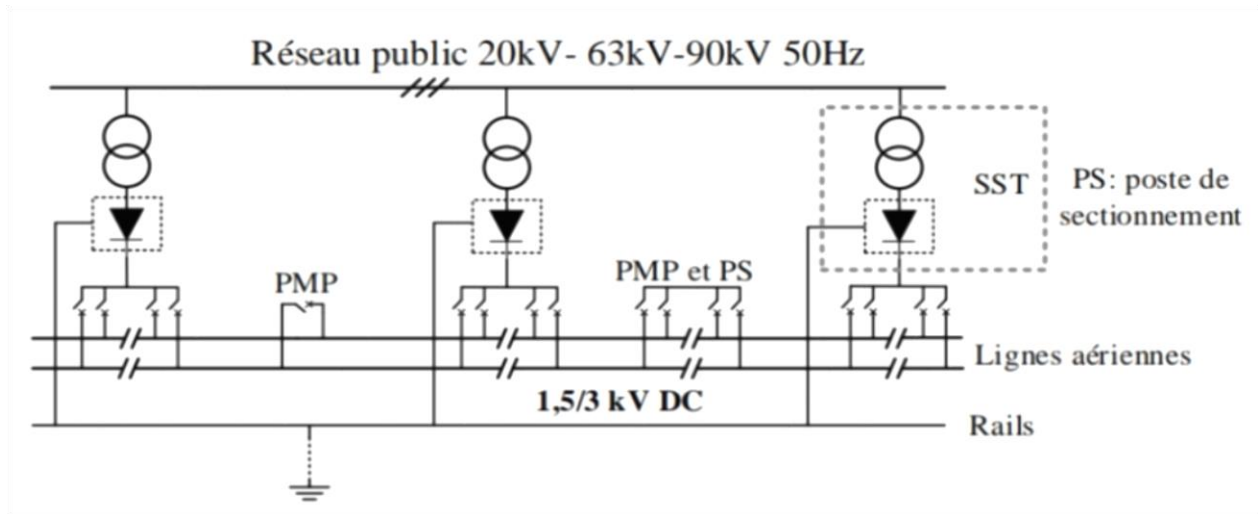 Réseau public 20kV- 63kV-90kV 50Hz
SST
PS: poste de
sectionnement
PMP
PMP et PS
Lignes aériennes
1,5/3 kV DC
Rails